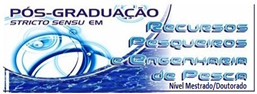 PÓS-GRADUAÇÃO
STRICTO SENSU EM
RECURSOS
PESQUEIROS
E ENGENHARIA
DE PESCA
Nível Mestrado/Doutorado